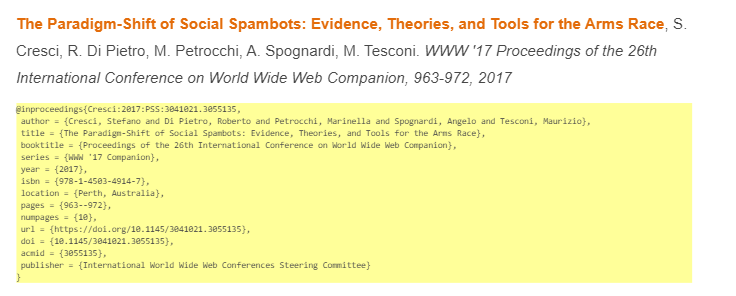 The Paradigm-Shift of Social Spambots: Evidence, Theories, and Tools for the Arms Race, S.
Cresci, R. Di Pietro, M. Petrocchi, A. Spognardi, M. Tesconi. WWW '17 Proceedings of the 26th
International Conference on World Wide Web Companion, 963-972, 2017
@inproceedings{Cresci:2017:PSS:3041021.3055135,
author = {Cresci, Stefano and Di Pietro, Roberto and Petrocchi, Marinella and Spognardi, Angelo and Tesconi, Maurizio},
title = {The Paradigm-Shift of Social Spambots: Evidence, Theories, and Tools for the Arms Race},
booktitle = {Proceedings of the 26th International Conference on World Wide Web Companion},
series = {WWW '17 Companion},
year = {2017},
isbn = {978-1-4503-4914-7},
location = {Perth, Australia},
pages = {963--972},
numpages = {10},
url = {https://doi.org/10.1145/3041021.3055135},
doi = {10.1145/3041021.3055135},
acmid = {3055135},
publisher = {International World Wide Web Conferences Steering Committee}
}